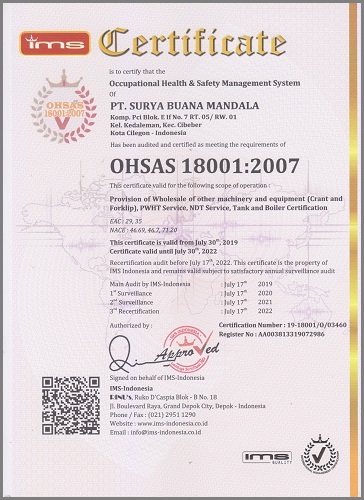 ims
Certificate
is to certify that the
Occupational Health & Safety Management System
Of
OHSAS
18001:2007
PT. SURYA BUANA MANDALA
Komp. Pci Blok. E If No. 7 RT. 05/ RW. 01
Kel. Kedaleman, Kec. Cibeber
Kota Cilegon - Indonesia
Has been audited and certified as meeting the requirements of
OHSAS 18001:2007
This certificate valid for the following scope of operation :
Provision of Wholesale of other machinery and equipment (Crant and
Forklip), PWHT Service, NDT Service, Tank and Boiler Certification
EAC : 29, 35
NACE : 46.69, 46.7, 71.20
This certificate is valid from July 30th, 2019
Certificate valid until July 30th, 2022
Recertification audit before July 17th, 2022. This certificate is the property of
IMS Indonesia and remains valid subject to satisfactory annual surveillance audit
Main Audit by IMS-Indonesia : July 17th 2019
1st Surveillance : July 17th 2020
2nd Surveillance : July 17th 2021
3rd Recertification : July 17th 2022
Authorized by :
Certification Number : 19-18001/O/03460
Register No : AA003813319072986
Approved
Signed on behalf of IMS-Indonesia
IMS-Indonesia
RINUS, Ruko D'Caspia Blok - B No. 18
Jl. Boulevard Raya, Grand Depok City, Depok - Indonesia
Phone : (021) 2951 1290
Website : www.ims-indonesia.co.id
Email : info@ims-indonesia.co.id
ims
QUALITY